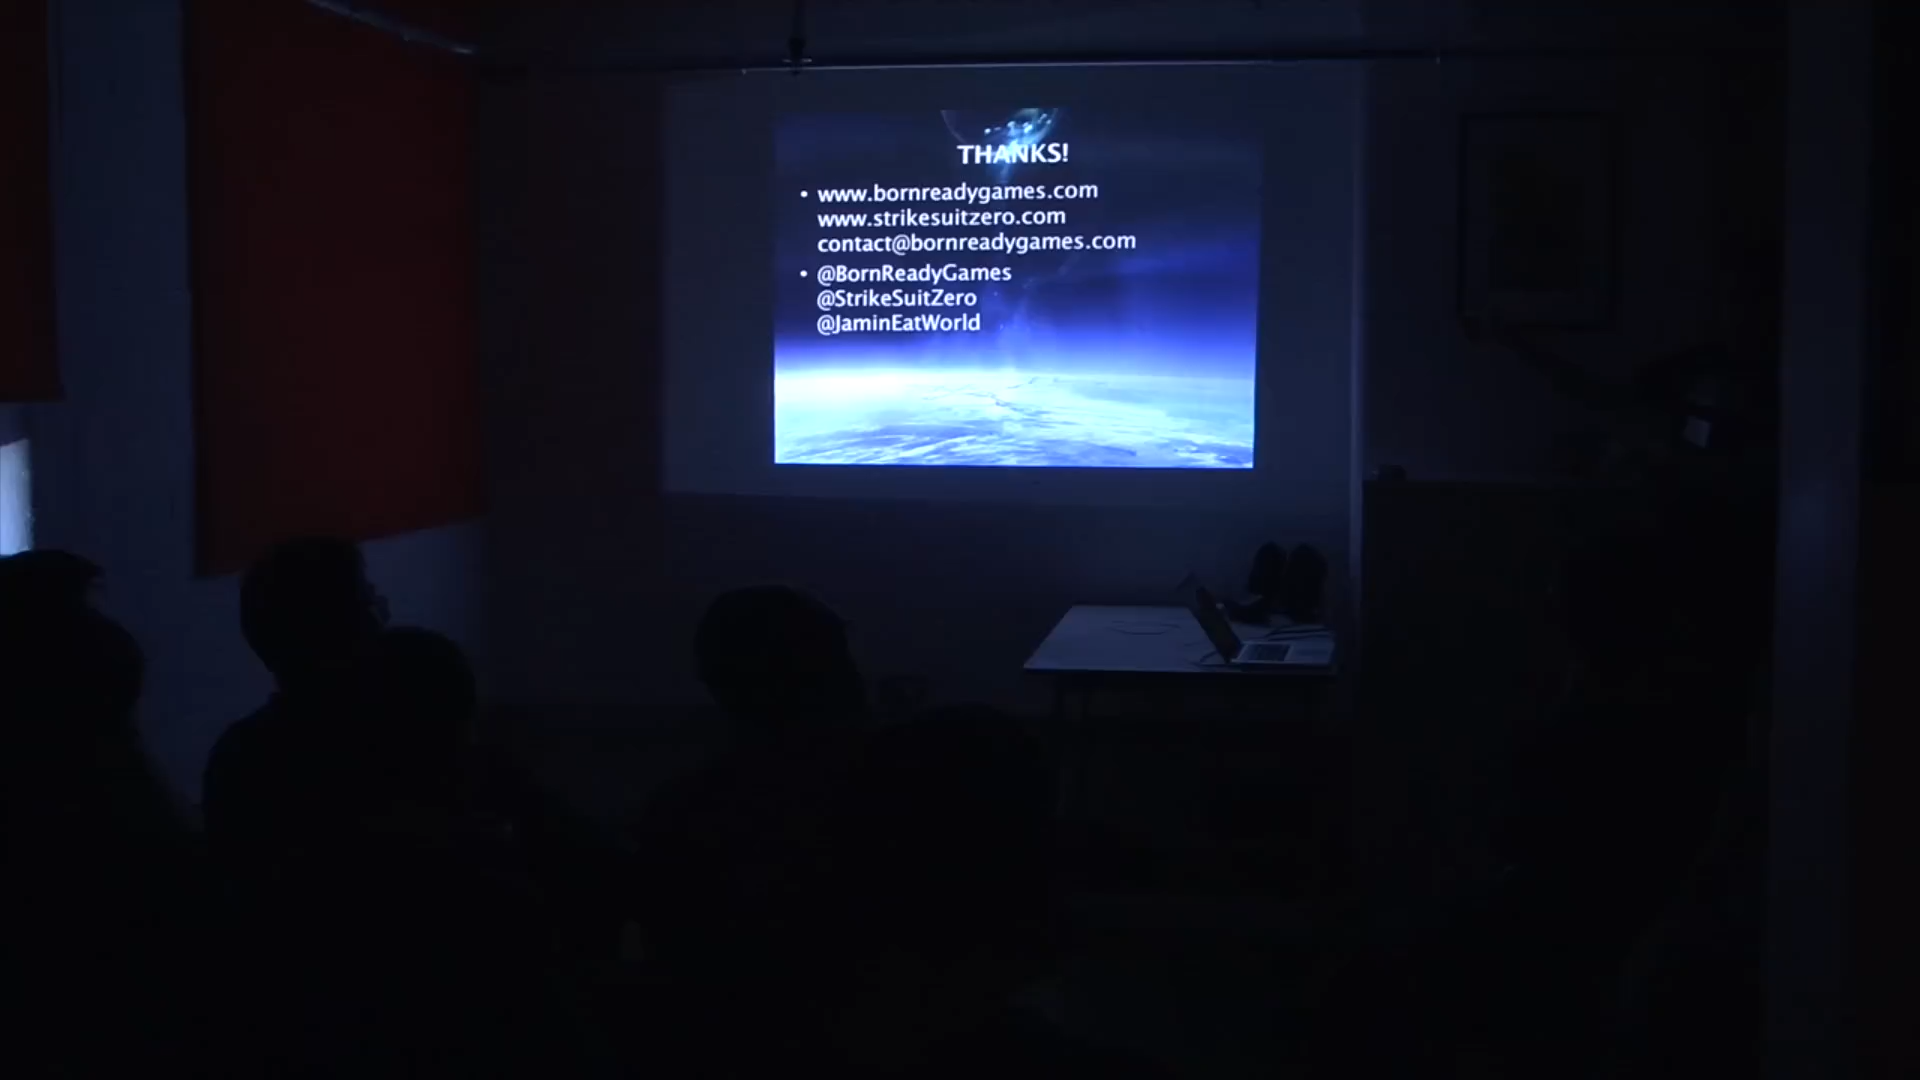 THANKS!
• www.bornreadygames.com
www.strikesuitzero.com
contact@bornreadygames.com
• @BornReadyGames
@StrikeSuitZero
@JaminEatWorld